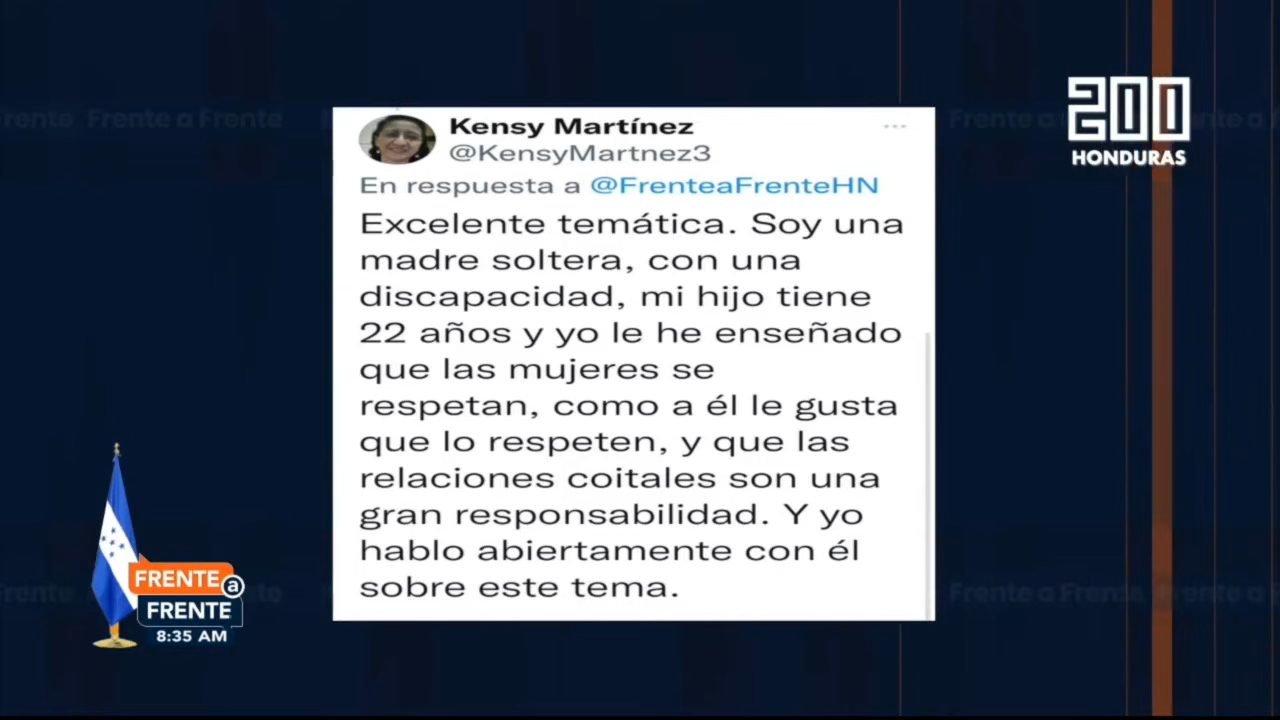 200
HONDURAS
Frente a Frente
Kensy Martínez
@KensyMartnez3
En respuesta a @FrenteaFrenteHN
Excelente temática. Soy una
madre soltera, con una
discapacidad, mi hijo tiene
22 años y yo le he enseñado
que las mujeres se
respetan, como a él le gusta
que lo respeten, y que las
relaciones coitales son una
gran responsabilidad. Y yo
hablo abiertamente con él
sobre este tema.
FRENTE a
FRENTE
8:35 AM